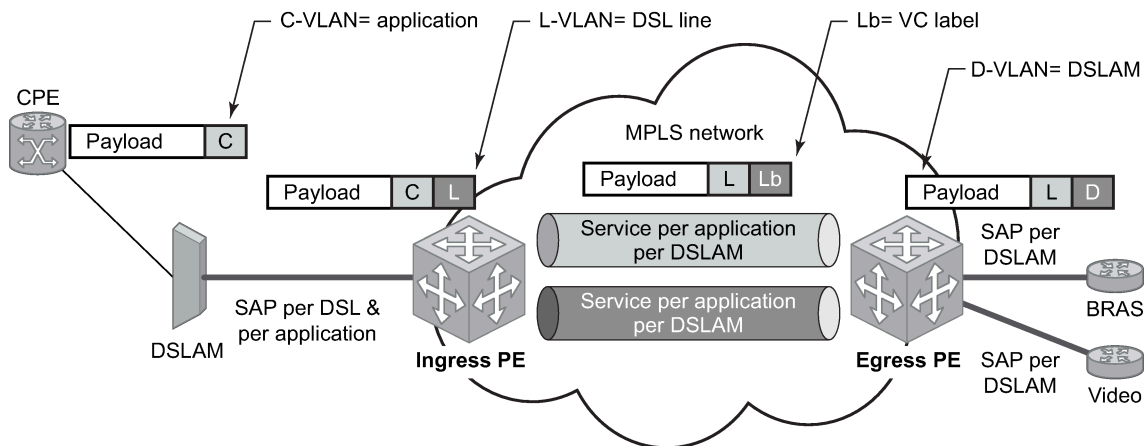 C-VLAN= application
L-VLAN= DSL line
Lb= VC label
D-VLAN= DSLAM
CPE
Payload C
MPLS network
Payload C L
Payload L Lb
Payload L D
Service per application
per DSLAM
SAP per
DSLAM
SAP per DSL &
per application
Service per application
per DSLAM
BRAS
DSLAM
Ingress PE
Egress PE
SAP per
DSLAM
Video